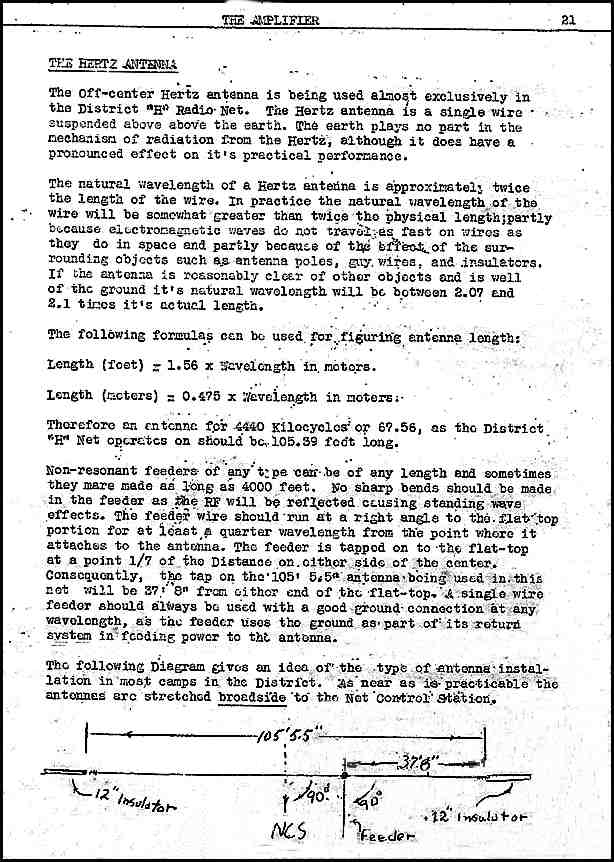 THE AMPLIFIER 21
THE HERTZ ANTENNA
The Off-center Hertz antenna is being used almost exclusively in
the District "H" Radio Net. The Hertz antenna is a single wire
suspended above above the earth. The earth plays no part in the
mechanism of radiation from the Hertz, although it does have a
pronounced effect on it's practical performance.
The natural wavelength of a Hertz antenna is approximately twice
the length of the wire. In practice the natural wavelength of the
wire will be somewhat greater than twice the physical length;partly
because electromagnetic waves do not travel as fast on wires as
they do in space and partly because of the effect of the sur-
rounding objects such as antenna poles, guy wires, and insulators.
If the antenna is reasonably clear of other objects and is well
of the ground it's natural wavelength will be between 2.07 and
2.1 times it's actual length.
The following formulas can be used for figuring antenna length:
Length (feet) = 1.56 x Wavelength in meters.
Length (meters) = 0.475 x Wavelength in meters.
Therefore an antenna for 4440 Kilocycles or 67.56, as the District
"H" Net operates on should be 105.39 feet long.
Non-resonant feeders of any type can be of any length and sometimes
they mare made as long as 4000 feet. No sharp bends should be made
in the feeder as the RF will be reflected causing standing wave
effects. The feeder wire should run at a right angle to the flat top
portion for at least a quarter wavelength from the point where it
attaches to the antenna. The feeder is tapped on to the flat-top
at a point 1/7 of the Distance on either side of the center.
Consequently, the tap on the 105' 5.5" antenna being used in this
net will be 37' 8" from either end of the flat-top. A single wire
feeder should always be used with a good ground connection at any
wavelength, as the feeder uses the ground as part of its return
system in feeding power to the antenna.
The following Diagram gives an idea of the type of antenna instal-
lation in most camps in the District. As near as is practicable the
antennas are stretched broadside to the Net Control Station.
105'5.5"
37'8"
12" Insulator
90°
90°
12" insulator
NCS
Feeder